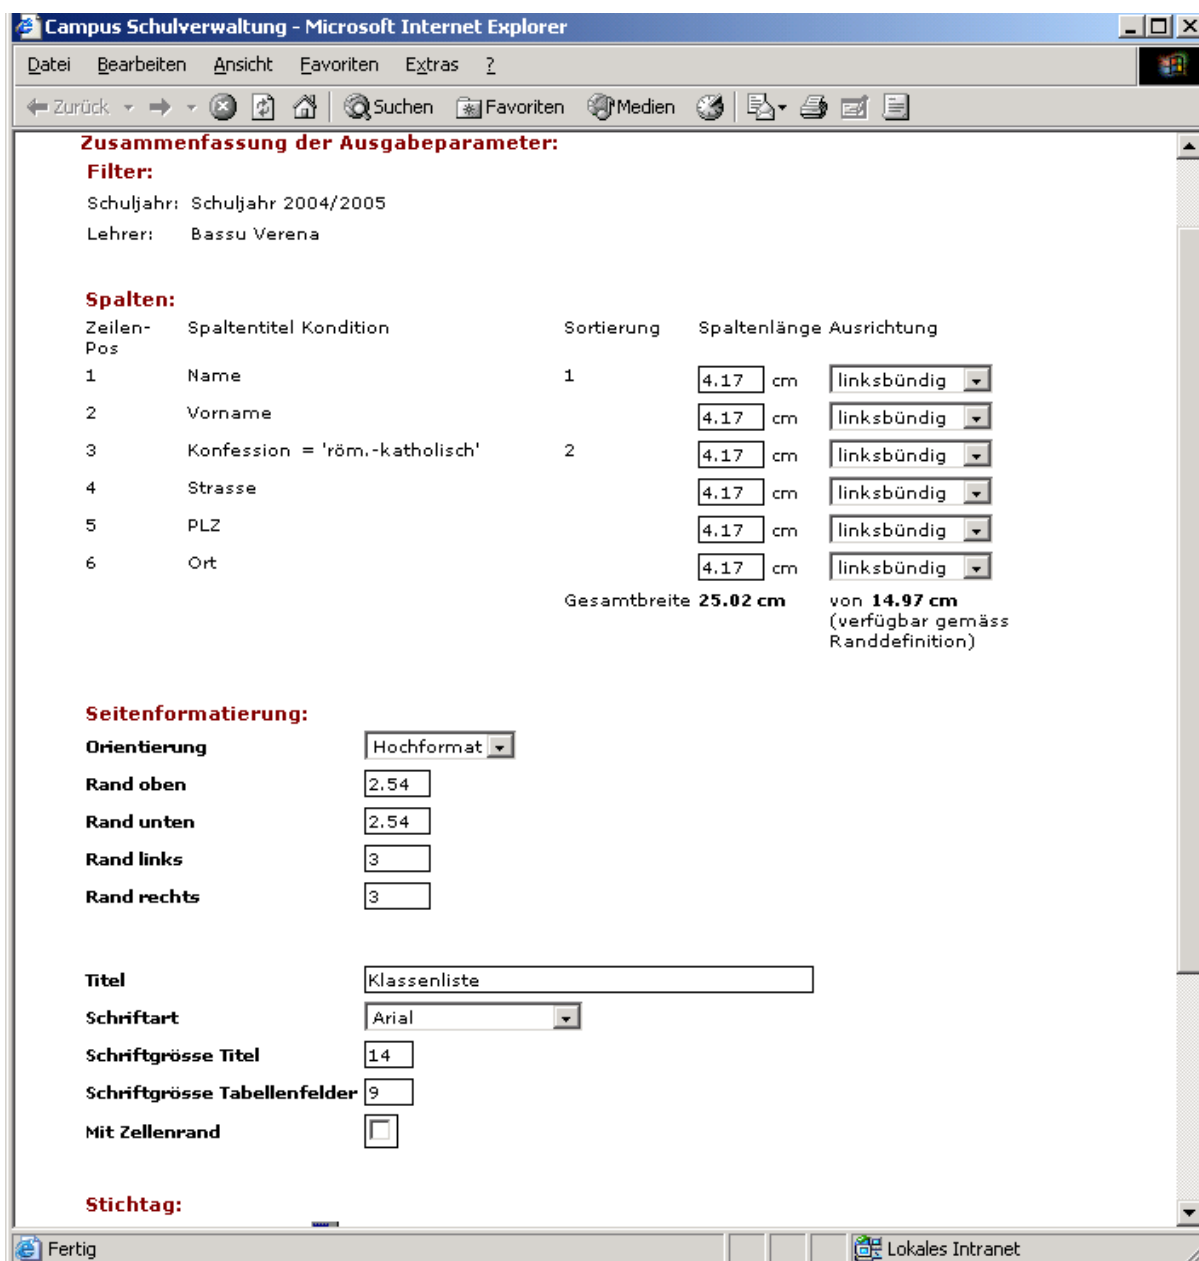 Campus Schulverwaltung - Microsoft Internet Explorer
Datei Bearbeiten Ansicht Favoriten Extras ?
Zurück Suchen Favoriten Medien
Zusammenfassung der Ausgabeparameter:
Filter:
Schuljahr: Schuljahr 2004/2005
Lehrer: Bassu Verena
Spalten:
Zeilen-Pos Spaltentitel Kondition Sortierung Spaltenlänge Ausrichtung
1 Name 1 4.17 cm linksbündig
2 Vorname 4.17 cm linksbündig
3 Konfession = 'röm.-katholisch' 2 4.17 cm linksbündig
4 Strasse 4.17 cm linksbündig
5 PLZ 4.17 cm linksbündig
6 Ort 4.17 cm linksbündig
Gesamtbreite 25.02 cm von 14.97 cm
(verfügbar gemäss
Randdefinition)
Seitenformatierung:
Orientierung Hochformat
Rand oben 2.54
Rand unten 2.54
Rand links 3
Rand rechts 3
Titel Klassenliste
Schriftart Arial
Schriftgrösse Titel 14
Schriftgrösse Tabellenfelder 9
Mit Zellenrand
Stichtag:
Fertig Lokales Intranet